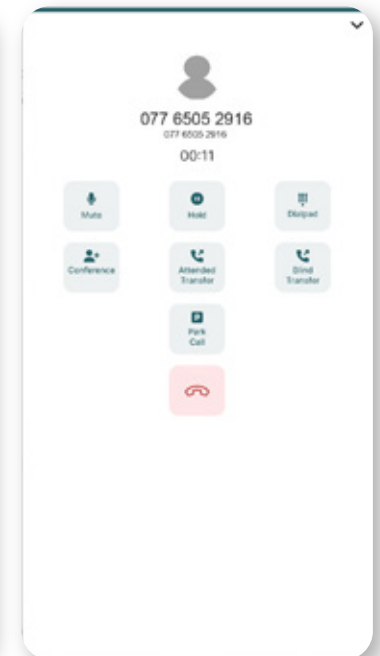 077 6505 2916
077 6505 2916
00:11
Mute
Hold
Dialpad
Conference
Attended
Transfer
Blind
Transfer
Park
Call